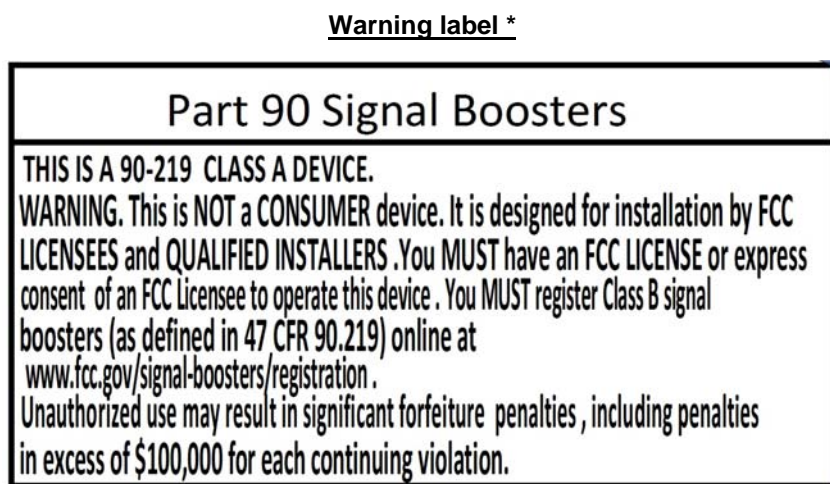 Warning label *
Part 90 Signal Boosters
THIS IS A 90-219 CLASS A DEVICE.
WARNING. This is NOT a CONSUMER device. It is designed for installation by FCC
LICENSEES and QUALIFIED INSTALLERS .You MUST have an FCC LICENSE or express
consent of an FCC Licensee to operate this device . You MUST register Class B signal
boosters (as defined in 47 CFR 90.219) online at
www.fcc.gov/signal-boosters/registration .
Unauthorized use may result in significant forfeiture penalties , including penalties
in excess of $100,000 for each continuing violation.